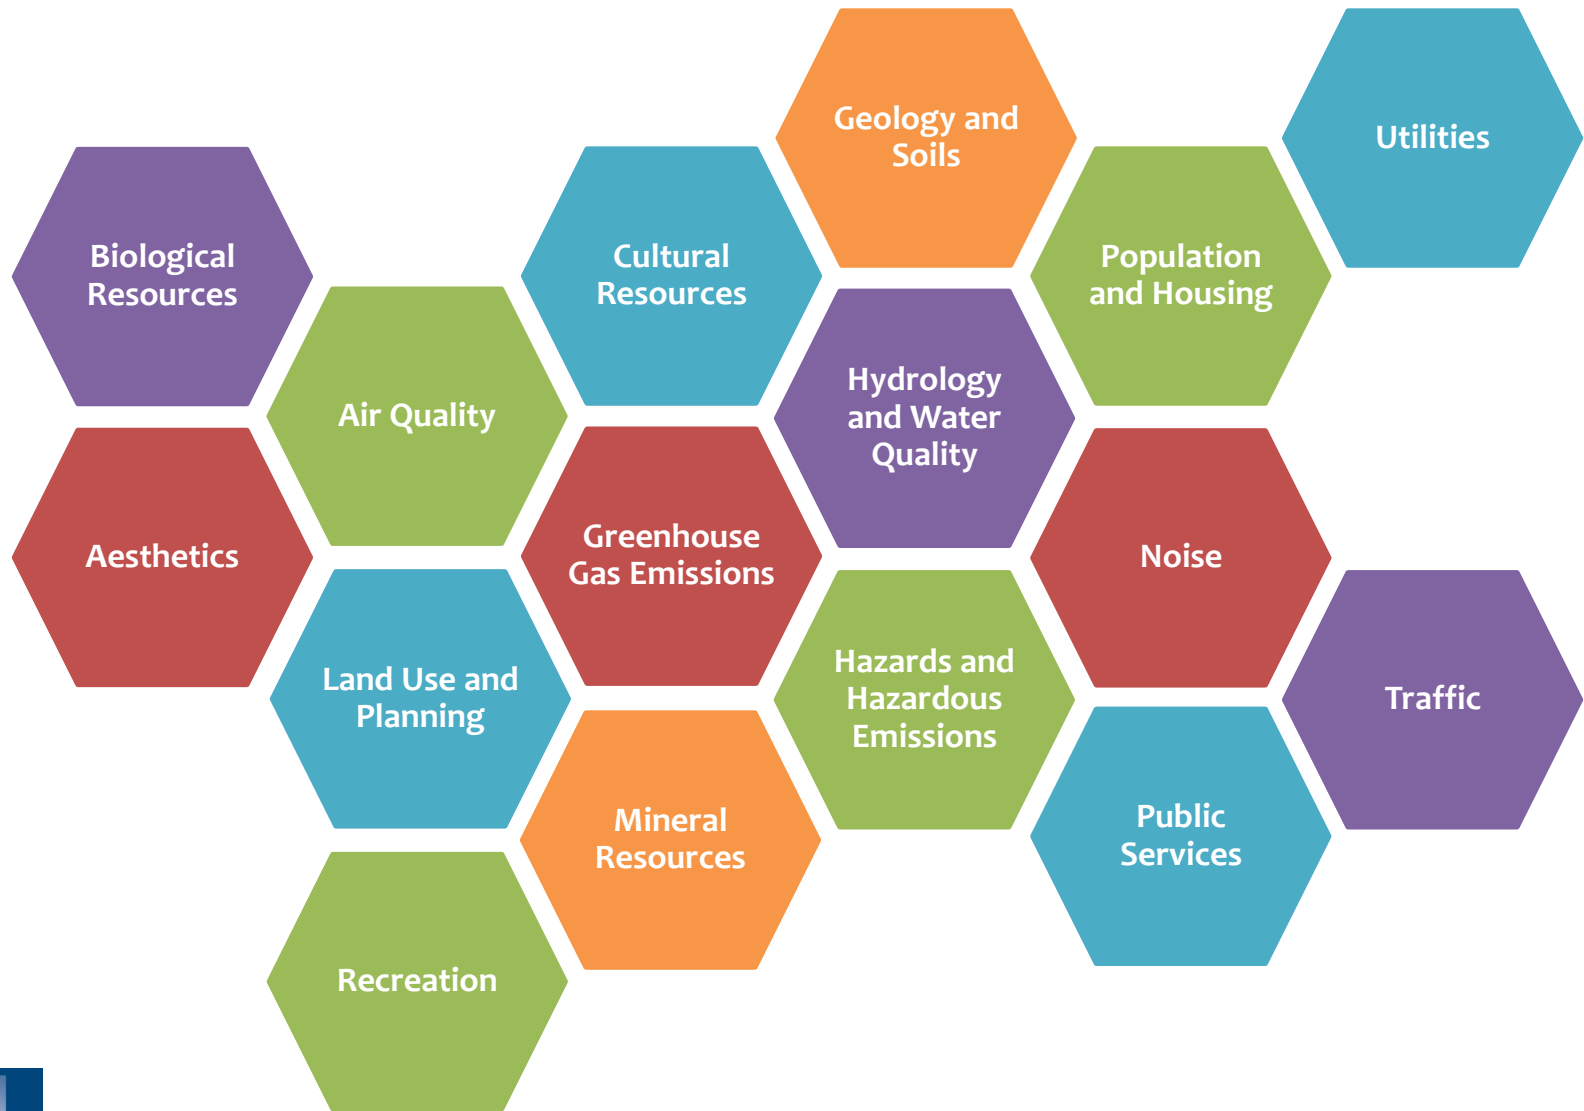 Geology and
Soils
Utilities
Biological
Resources
Cultural
Resources
Population
and Housing
Air Quality
Hydrology
and Water
Quality
Aesthetics
Greenhouse
Gas Emissions
Noise
Land Use and
Planning
Hazards and
Hazardous
Emissions
Traffic
Mineral
Resources
Public
Services
Recreation